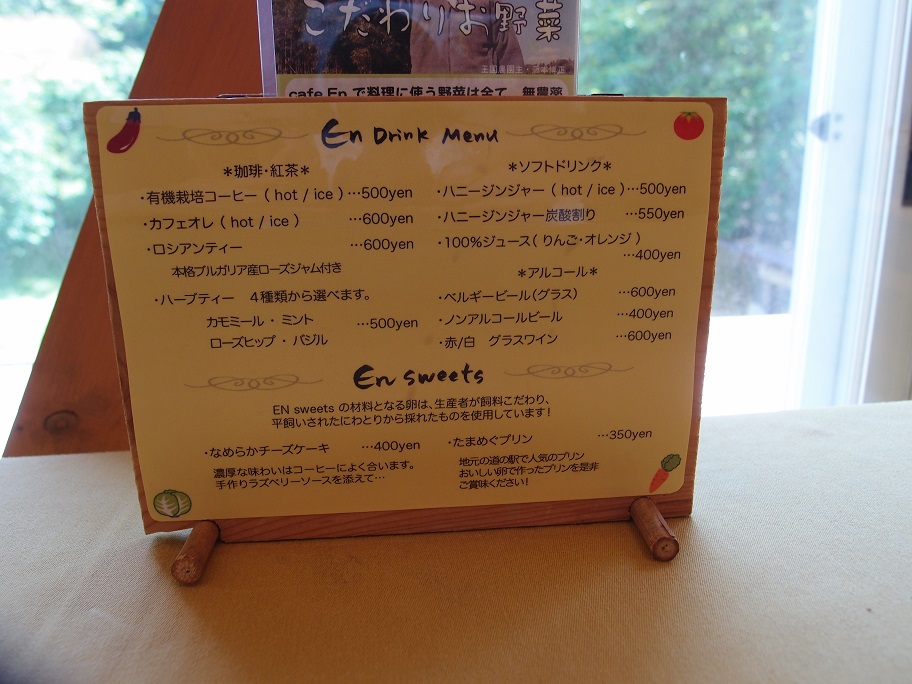 こだわりお野菜
cafe En で料理に使う野菜は全て、無農薬
En Drink Menu
＊珈琲・紅茶＊
・有機栽培コーヒー ( hot / ice )…500yen
・カフェオレ ( hot / ice ) …600yen
・ロシアンティー …600yen
本格ブルガリア産ローズジャム付き
・ハーブティー 4種類から選べます。
カモミール ・ ミント …500yen
ローズヒップ ・ バジル
＊ソフトドリンク＊
・ハニージンジャー ( hot / ice )…500yen
・ハニージンジャー炭酸割り …550yen
・100%ジュース( りんご・オレンジ )
…400yen
＊アルコール＊
・ベルギービール(グラス) …600yen
・ノンアルコールビール …400yen
・赤/白 グラスワイン …600yen
En sweets
EN sweets の材料となる卵は、生産者が飼料こだわり、
平飼いされたにわとりから採れたものを使用しています！
・なめらかチーズケーキ …400yen
濃厚な味わいはコーヒーによく合います。
手作りラズベリーソースを添えて…
・たまめぐプリン …350yen
地元の道の駅で人気のプリン
おいしい卵で作ったプリンを是非
ご賞味ください！